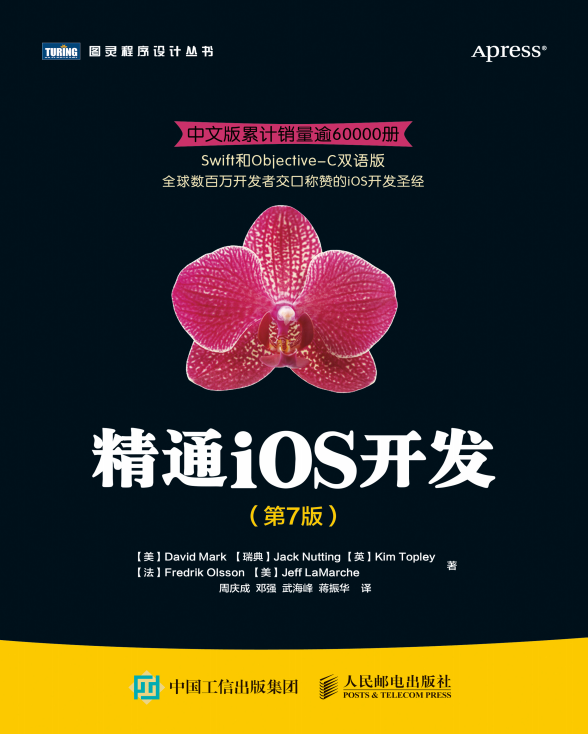 TURING 图灵程序设计丛书
Apress®
中文版累计销量逾60000册
Swift和Objective-C双语版
全球数百万开发者交口称赞的iOS开发圣经
精通iOS开发
（第7版）
【美】David Mark 【瑞典】Jack Nutting【英】Kim Topley
【法】Fredrik Olsson 【美】Jeff LaMarche 著
周庆成 邓强 武海峰 蒋振华 译
中国工信出版集团
人民邮电出版社
POSTS & TELECOM PRESS